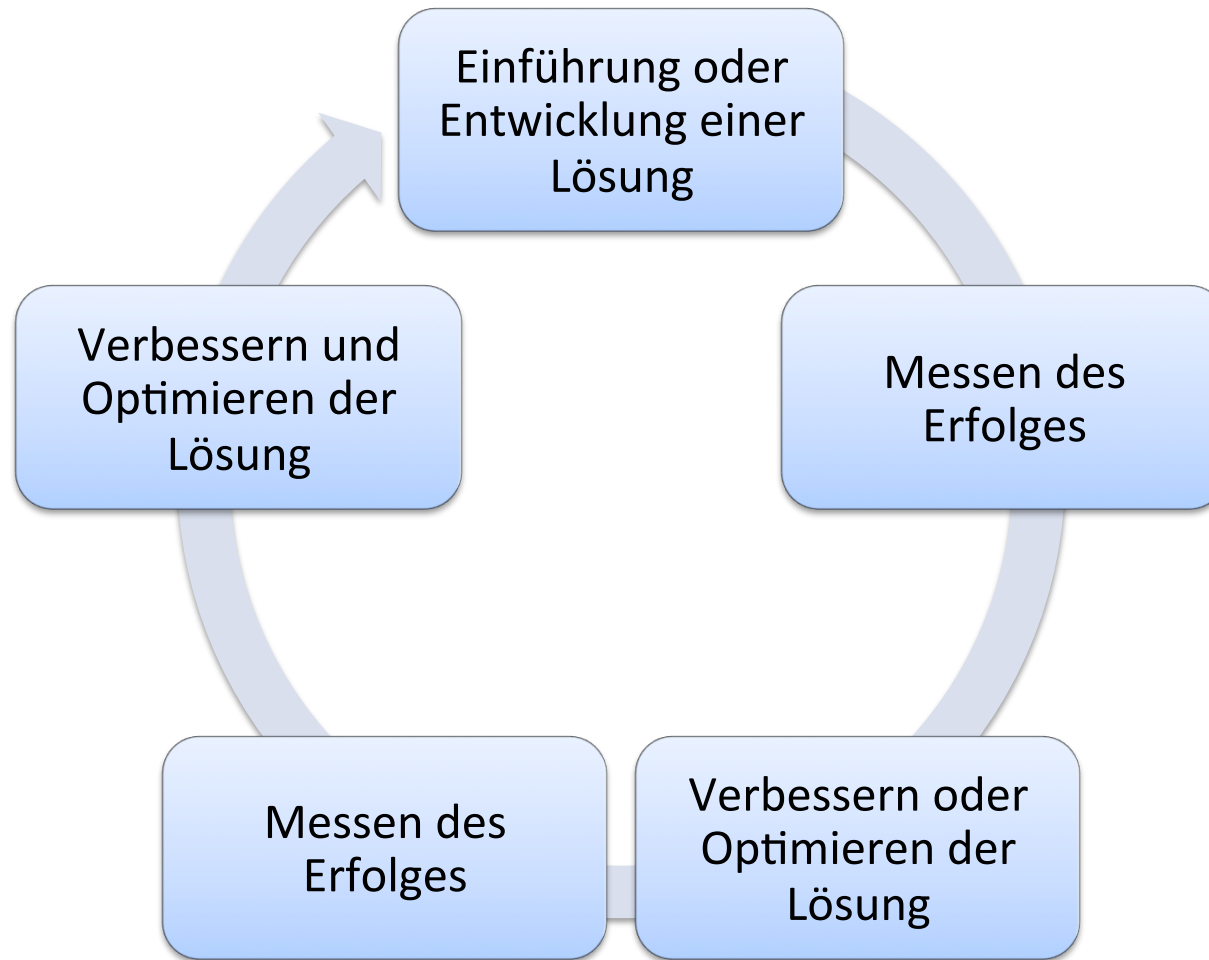 Einführung oder
Entwicklung einer
Lösung
Messen des
Erfolges
Verbessern oder
Optimieren der
Lösung
Messen des
Erfolges
Verbessern und
Optimieren der
Lösung